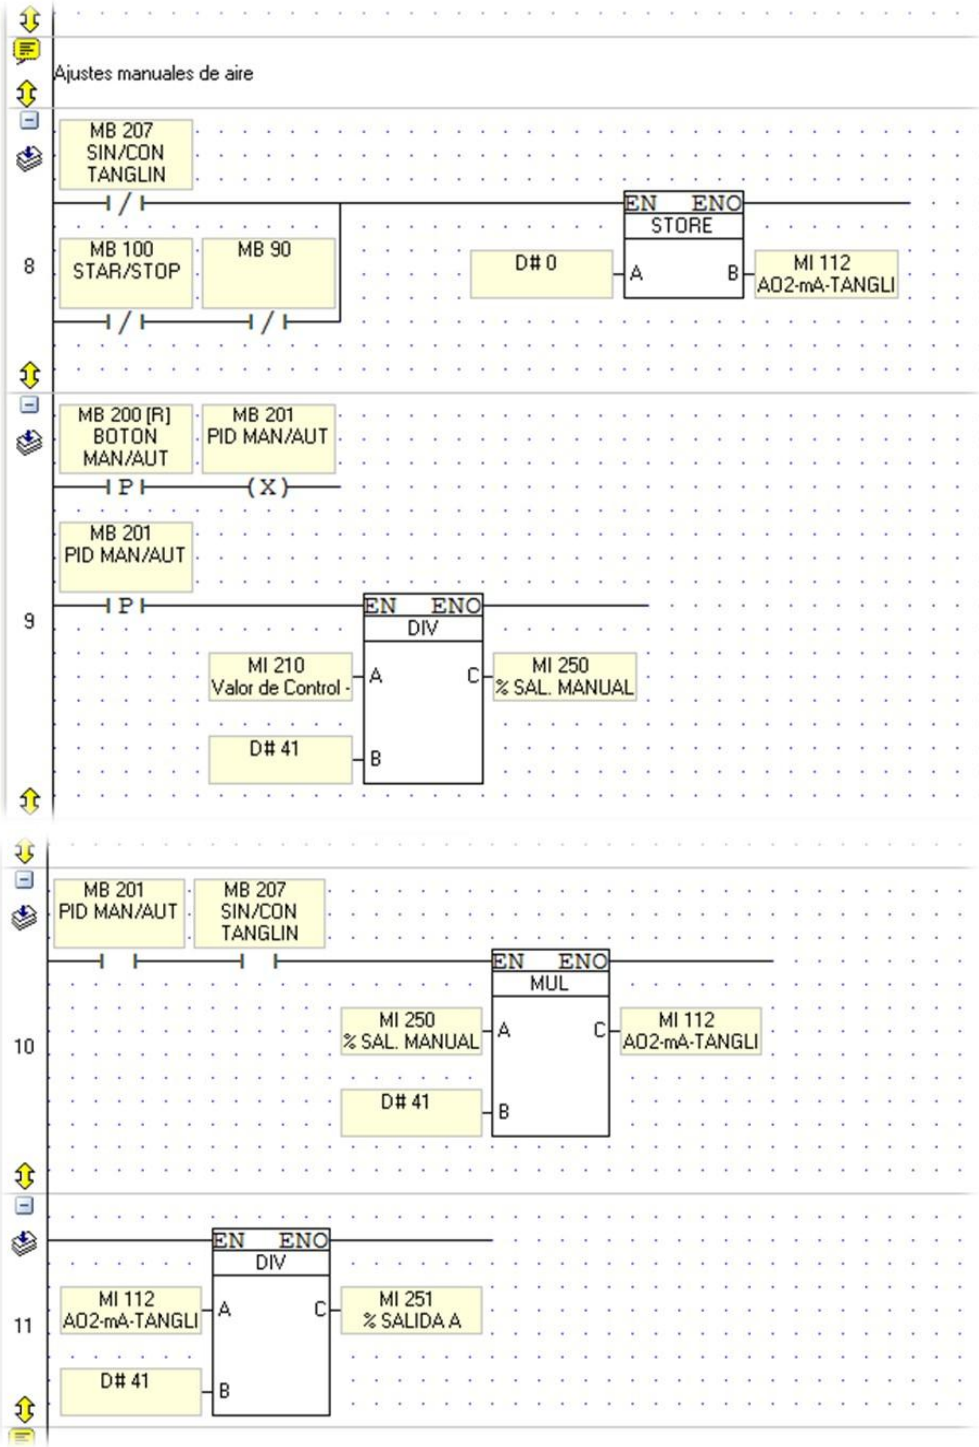 Ajustes manuales de aire
MB 207
SIN/CON
TANGLIN
/
EN ENO
STORE
8
MB 100
STAR/STOP
MB 90
D# 0
A
B
MI 112
AO2-mA-TANGLI
/
/
MB 200 [R]
BOTON
MAN/AUT
MB 201
PID MAN/AUT
P
(X)
MB 201
PID MAN/AUT
P
EN ENO
DIV
9
MI 210
Valor de Control -
A
C
MI 250
% SAL. MANUAL
D# 41
B
MB 201
PID MAN/AUT
MB 207
SIN/CON
TANGLIN
EN ENO
MUL
10
MI 250
% SAL. MANUAL
A
C
MI 112
AO2-mA-TANGLI
D# 41
B
EN ENO
DIV
11
MI 112
AO2-mA-TANGLI
A
C
MI 251
% SALIDA A
D# 41
B